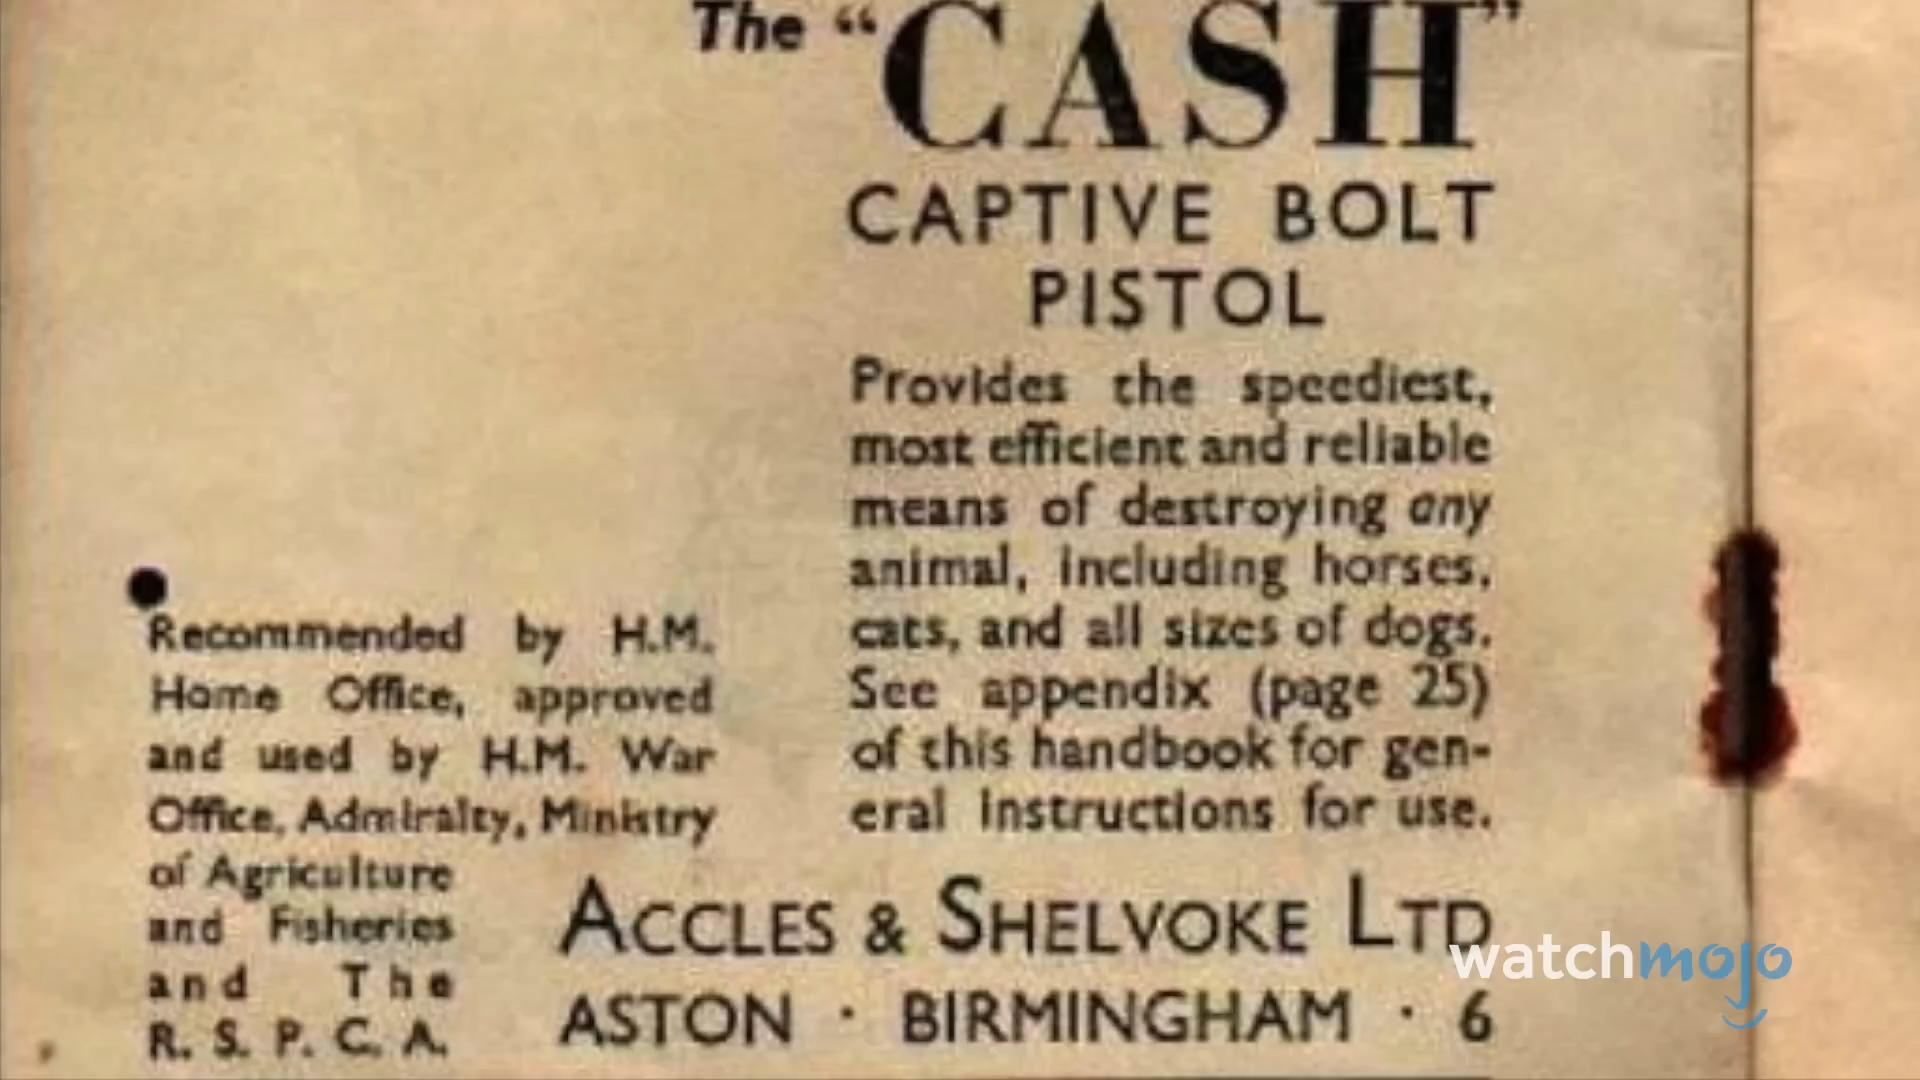 The "CASH"
CAPTIVE BOLT
PISTOL
Provides the speediest,
most efficient and reliable
means of destroying any
animal, including horses,
cats, and all sizes of dogs.
See appendix (page 25)
of this handbook for gen-
eral instructions for use.
Recommended by H.M.
Home Office, approved
and used by H.M. War
Office, Admiralty, Ministry
of Agriculture
and Fisheries
and The
R. S. P. C. A.
ACCLES & SHELVOKE LTD
ASTON · BIRMINGHAM · 6
watchmojo